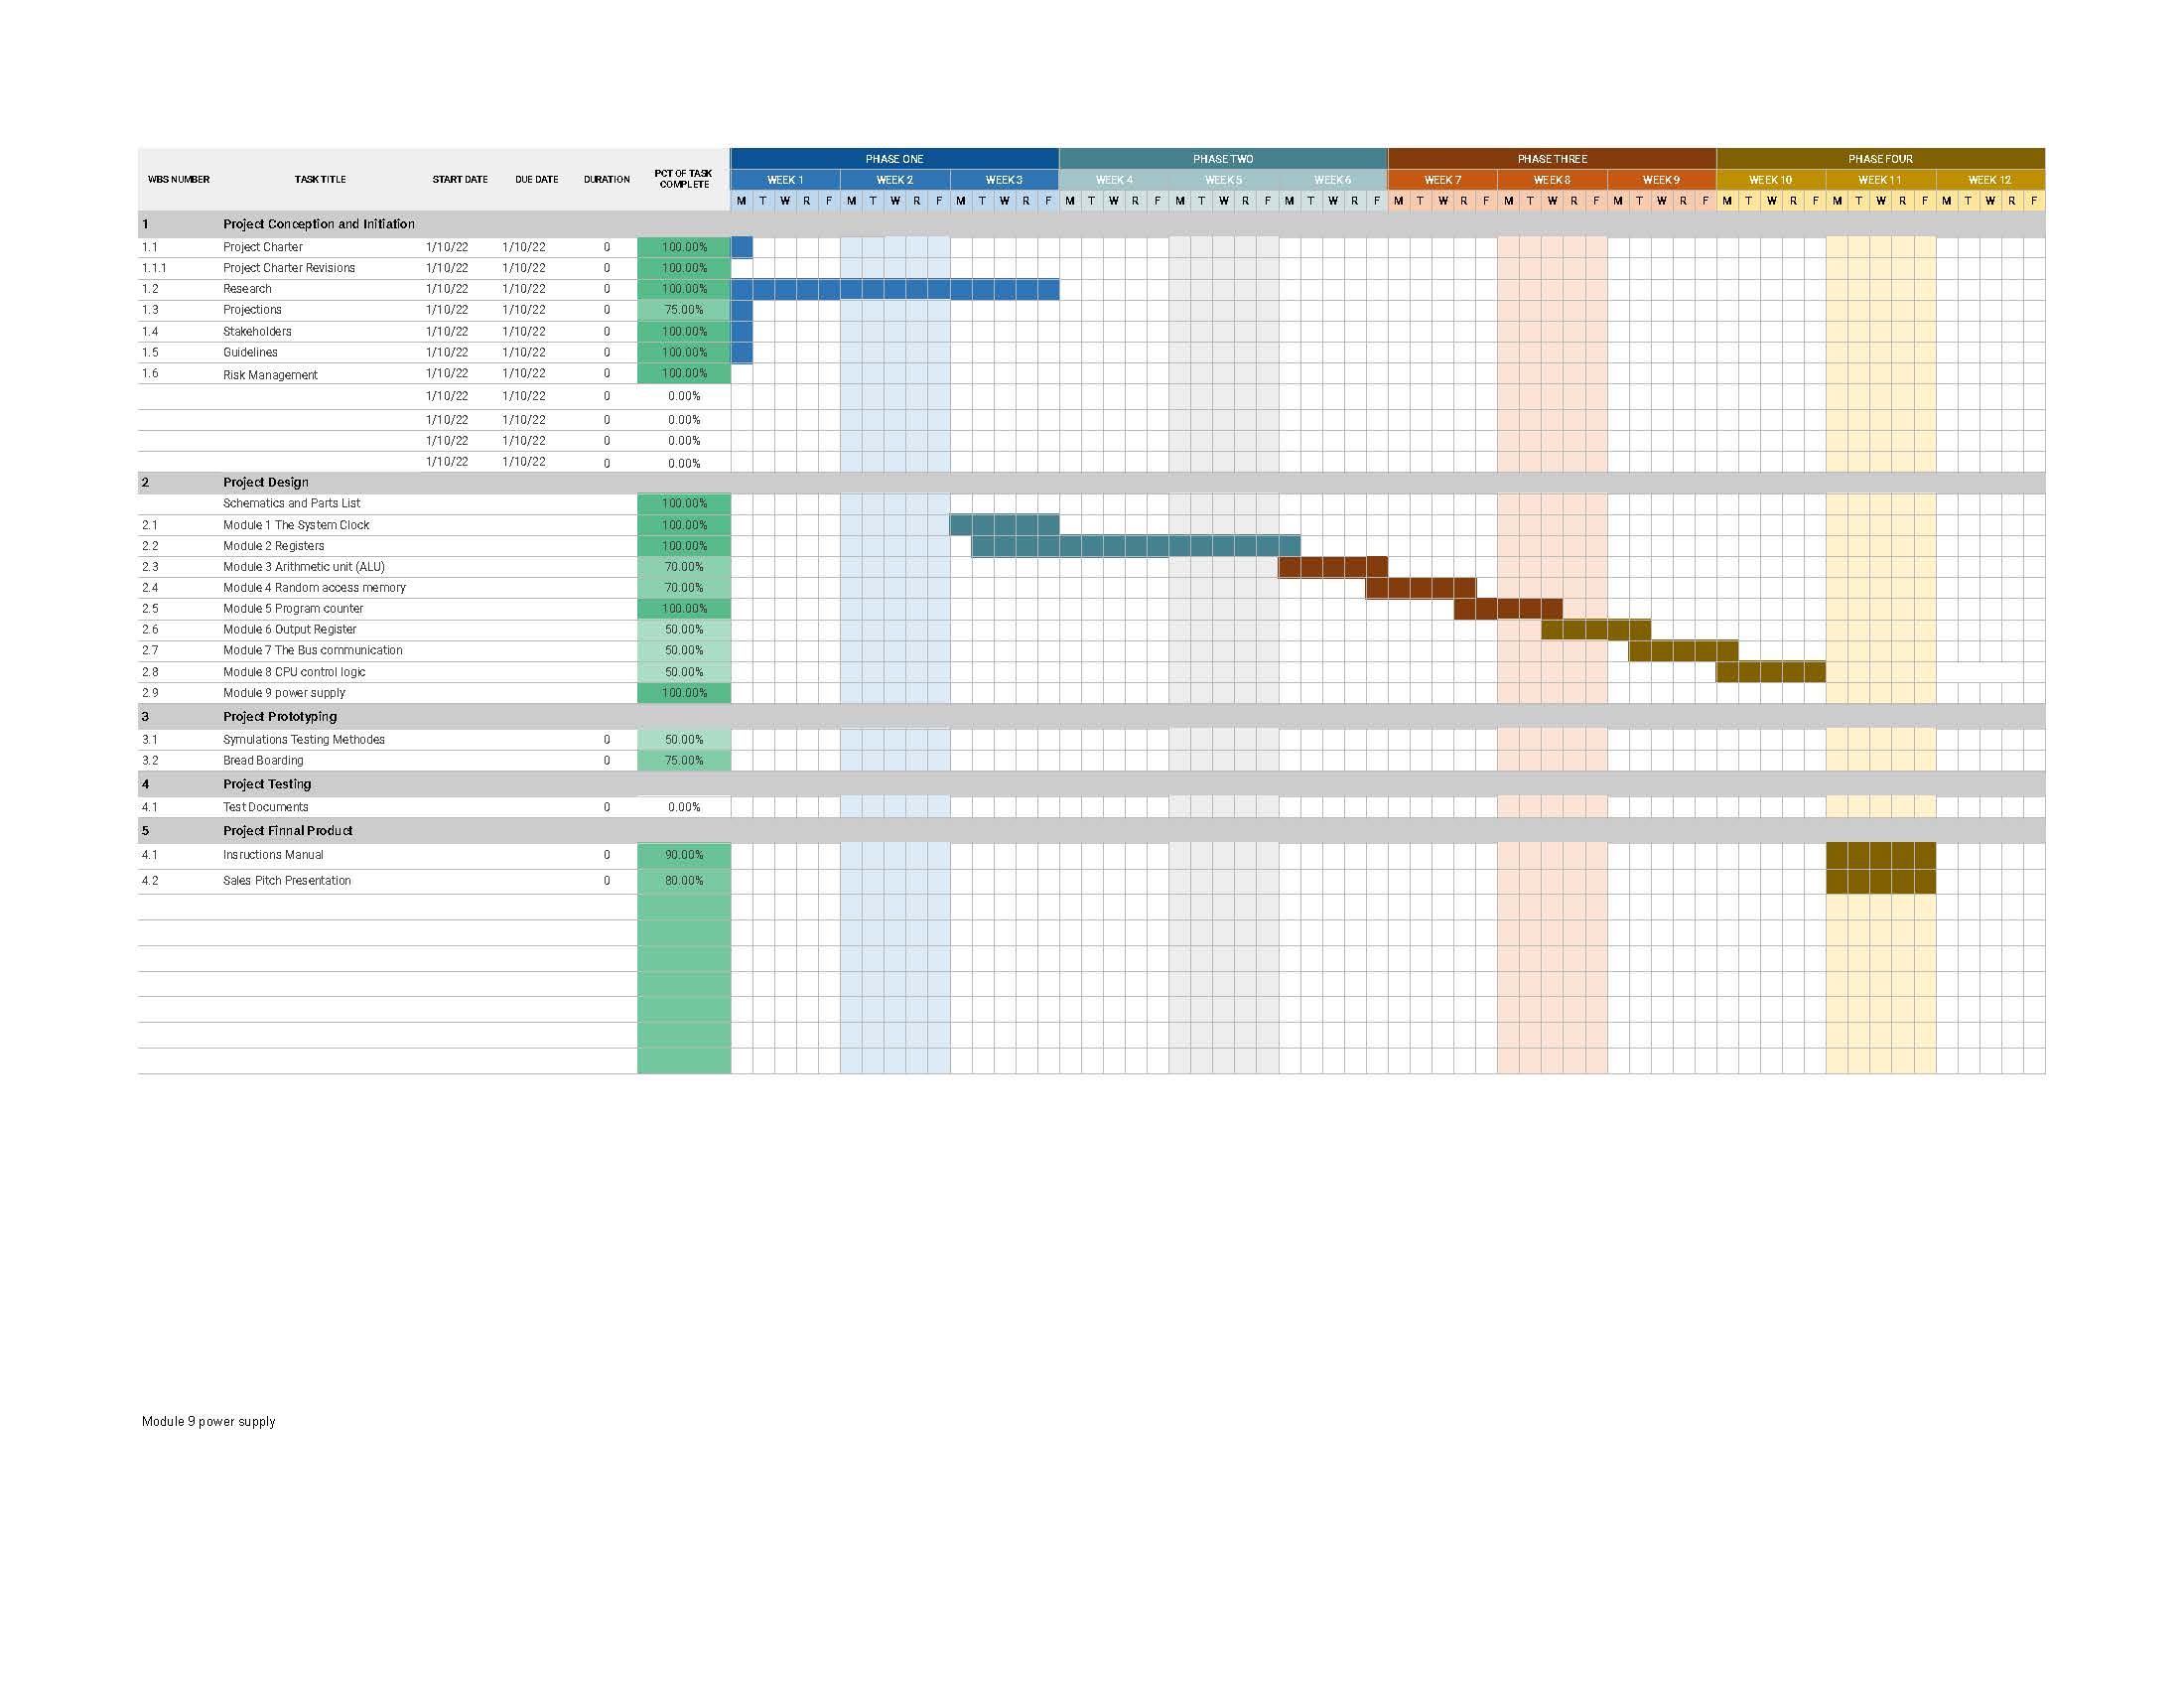 PHASE ONE PHASE TWO PHASE THREE PHASE FOUR
WBS NUMBER TASK TITLE START DATE DUE DATE DURATION PCT OF TASK COMPLETE WEEK 1 WEEK 2 WEEK 3 WEEK 4 WEEK 5 WEEK 6 WEEK 7 WEEK 8 WEEK 9 WEEK 10 WEEK 11 WEEK 12
M T W R F M T W R F M T W R F M T W R F M T W R F M T W R F M T W R F M T W R F M T W R F M T W R F M T W R F M T W R F
1 Project Conception and Initiation
1.1 Project Charter 1/10/22 1/10/22 0 100.00%
1.1.1 Project Charter Revisions 1/10/22 1/10/22 0 100.00%
1.2 Research 1/10/22 1/10/22 0 100.00%
1.3 Projections 1/10/22 1/10/22 0 75.00%
1.4 Stakeholders 1/10/22 1/10/22 0 100.00%
1.5 Guidelines 1/10/22 1/10/22 0 100.00%
1.6 Risk Management 1/10/22 1/10/22 0 100.00%
1/10/22 1/10/22 0 0.00%
1/10/22 1/10/22 0 0.00%
1/10/22 1/10/22 0 0.00%
1/10/22 1/10/22 0 0.00%
2 Project Design
Schematics and Parts List 100.00%
2.1 Module 1 The System Clock 100.00%
2.2 Module 2 Registers 100.00%
2.3 Module 3 Arithmetic unit (ALU) 70.00%
2.4 Module 4 Random access memory 70.00%
2.5 Module 5 Program counter 100.00%
2.6 Module 6 Output Register 50.00%
2.7 Module 7 The Bus communication 50.00%
2.8 Module 8 CPU control logic 50.00%
2.9 Module 9 power supply 100.00%
3 Project Prototyping
3.1 Symulations Testing Methodes 0 50.00%
3.2 Bread Boarding 0 75.00%
4 Project Testing
4.1 Test Documents 0 0.00%
5 Project Finnal Product
4.1 Insructions Manual 0 90.00%
4.2 Sales Pitch Presentation 0 80.00%
Module 9 power supply